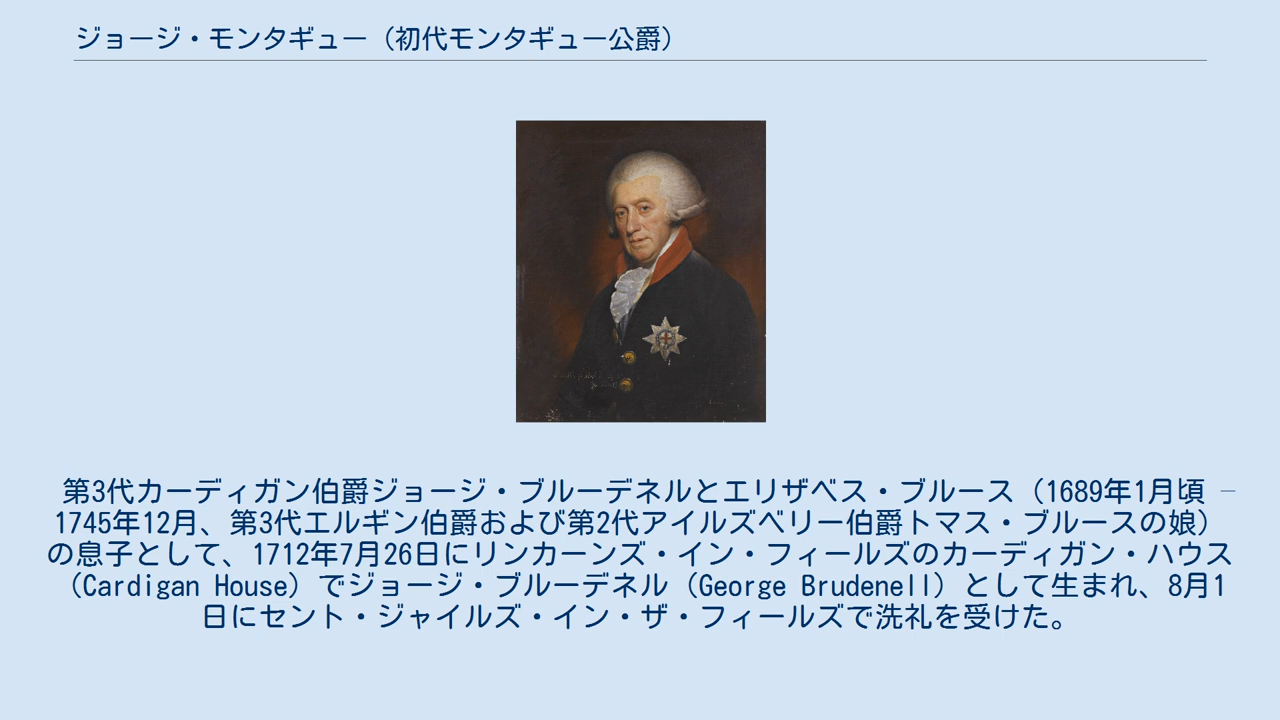 ジョージ・モンタギュー（初代モンタギュー公爵）
第3代カーディガン伯爵ジョージ・ブルーデネルとエリザベス・ブルース（1689年1月頃 –
1745年12月、第3代エルギン伯爵および第2代アイルズベリー伯爵トマス・ブルースの娘）
の息子として、1712年7月26日にリンカーンズ・イン・フィールズのカーディガン・ハウス
（Cardigan House）でジョージ・ブルーデネル（George Brudenell）として生まれ、8月1
日にセント・ジャイルズ・イン・ザ・フィールズで洗礼を受けた。